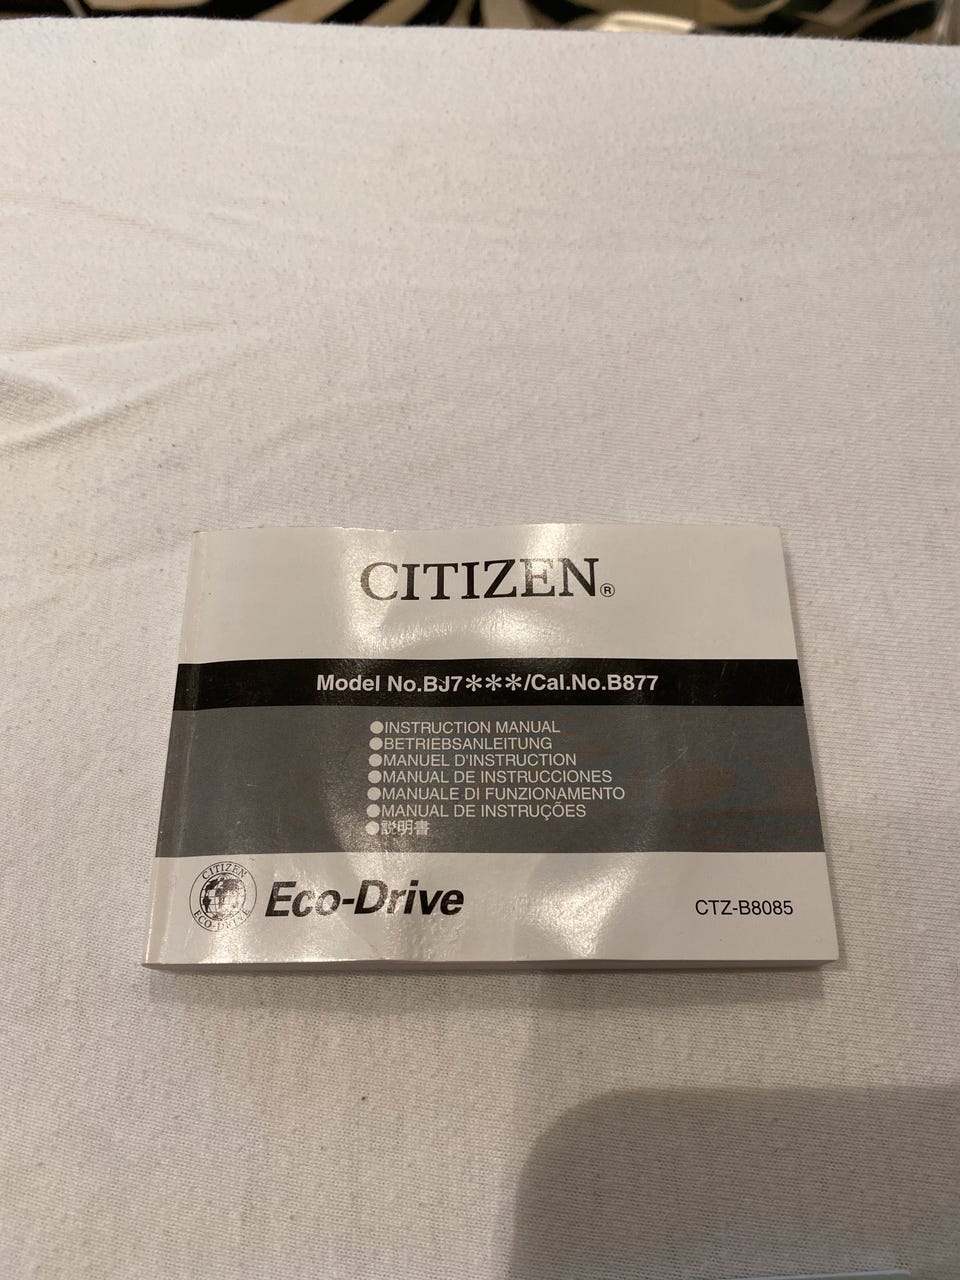 CITIZEN®
Model No.BJ7✳✳✳/Cal.No.B877
●INSTRUCTION MANUAL
●BETRIEBSANLEITUNG
●MANUEL D'INSTRUCTION
●MANUAL DE INSTRUCCIONES
●MANUALE DI FUNZIONAMENTO
●MANUAL DE INSTRUÇÕES
●説明書
CITIZEN
ECO-DRIVE
Eco-Drive
CTZ-B8085